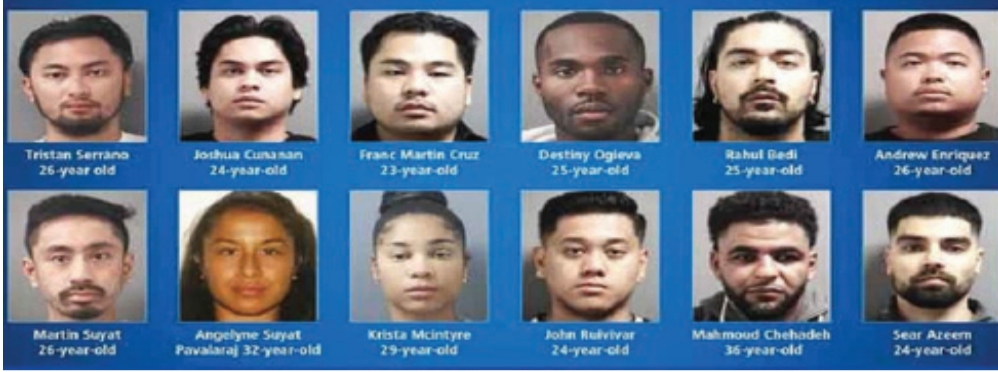 Tristan Serrano
26-year old
Joshua Cunanan
24-year-old
Franc Martin Cruz
23-year-old
Destiny Ogieva
25-year-old
Rahul Bedi
25-year-old
Andrew Enriquez
26-year-old
Martin Suyat
26-year-old
Angelyne Suyat
Pavalaraj 32-year-old
Krista Mcintyre
29-year-old
John Ruivivar
24-year-old
Mahmoud Chehadeh
36-year-old
Sear Azeem
24-year-old